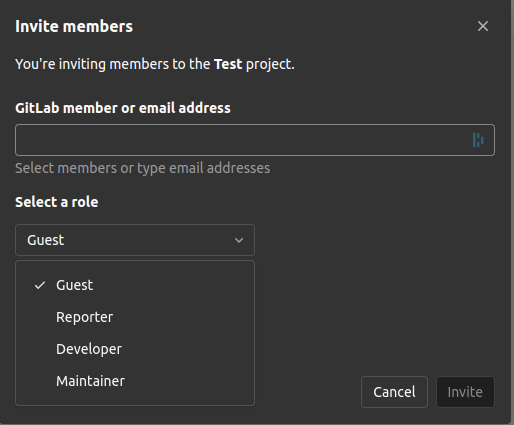 Invite members
You're inviting members to the Test project.
GitLab member or email address
Select members or type email addresses
Select a role
Guest
Guest
Reporter
Developer
Maintainer
Cancel
Invite